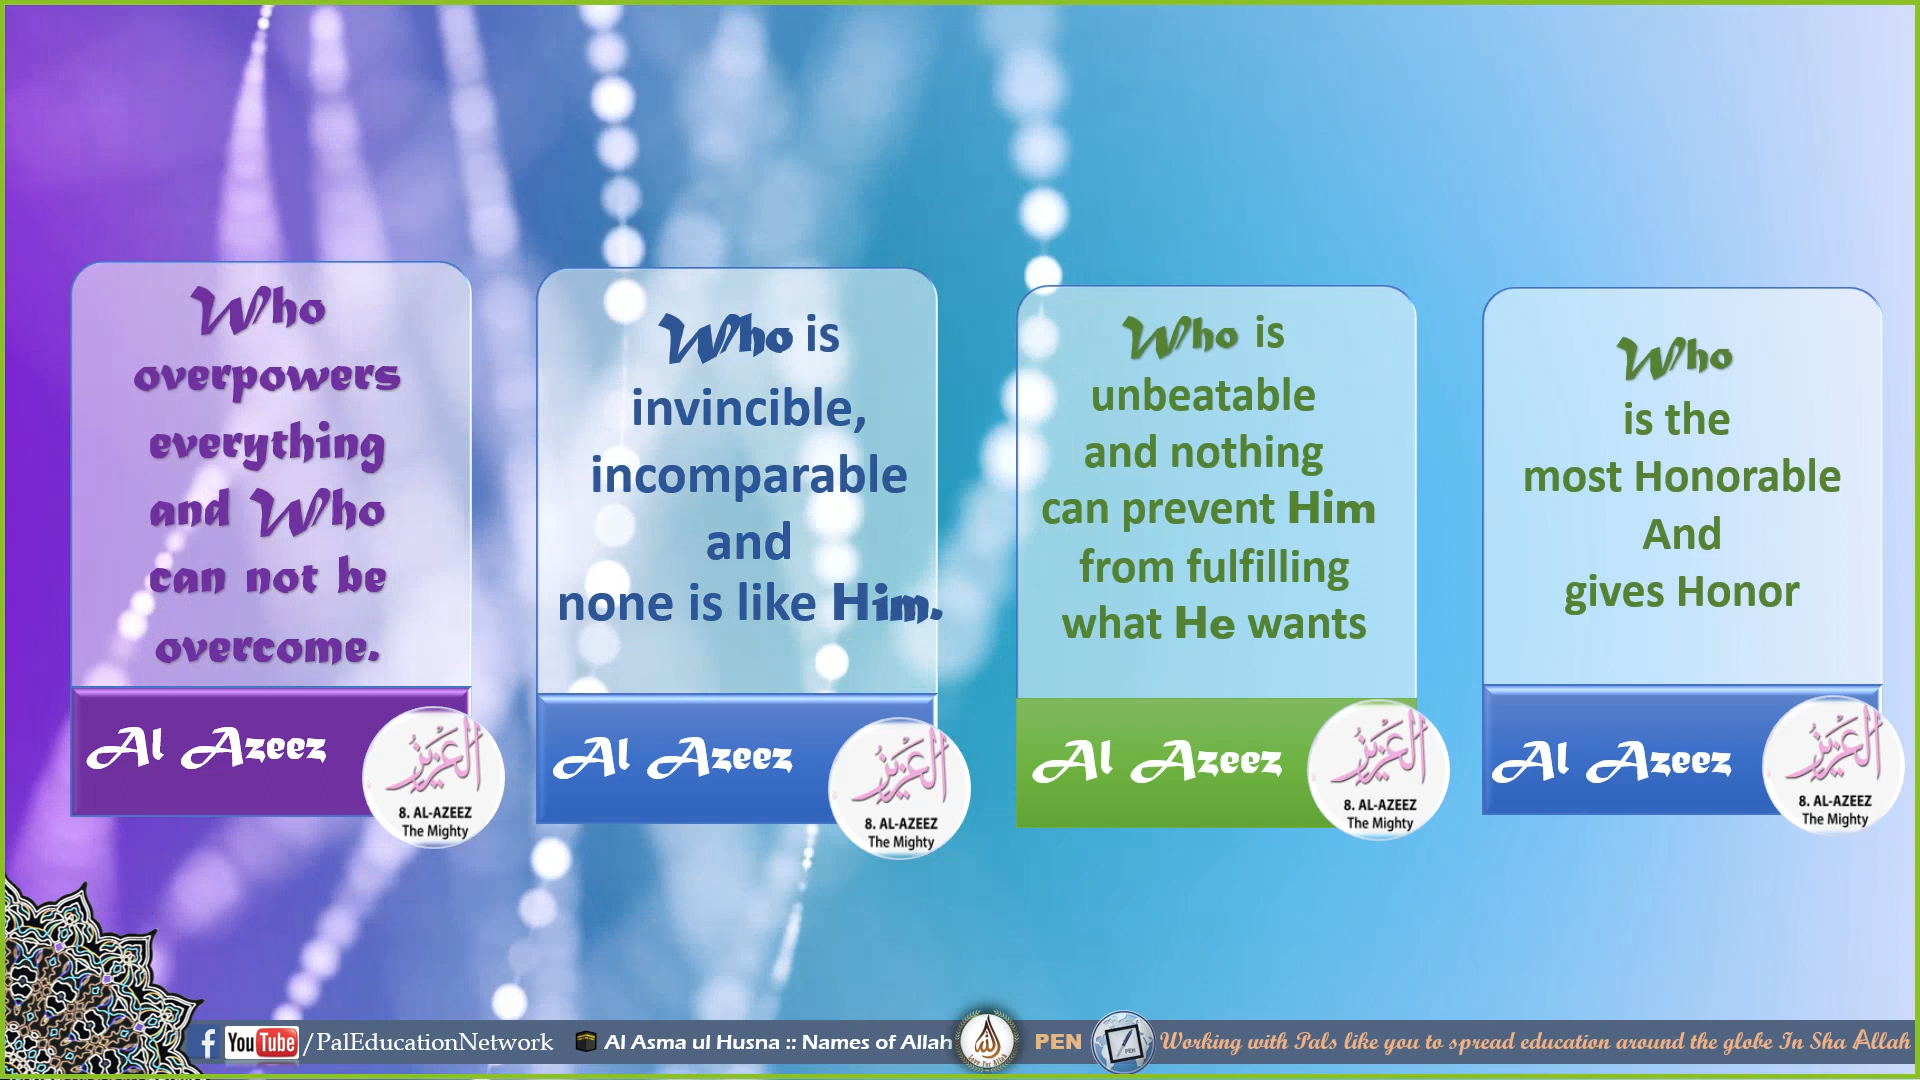 Who
overpowers
everything
and Who
can not be
overcome.
Al Azeez
العزيز
8. AL-AZEEZ
The Mighty
Who is
invincible,
incomparable
and
none is like Him.
Al Azeez
العزيز
8. AL-AZEEZ
The Mighty
Who is
unbeatable
and nothing
can prevent Him
from fulfilling
what He wants
Al Azeez
العزيز
8. AL-AZEEZ
The Mighty
Who
is the
most Honorable
And
gives Honor
Al Azeez
العزيز
8. AL-AZEEZ
The Mighty
f YouTube /PalEducationNetwork Al Asma ul Husna :: Names of Allah PEN Working with Pals like you to spread education around the globe In Sha Allah